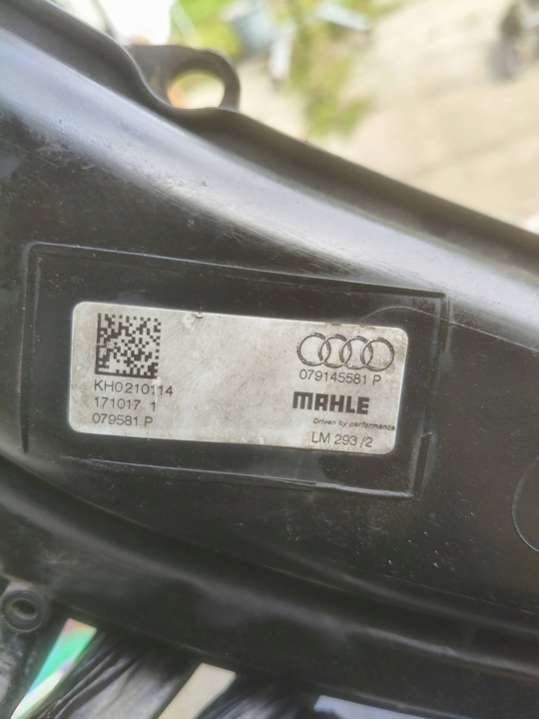 KH0210114
171017 1
079581 P
079145581 P
MAHLE
Driven by performance
LM 293/2